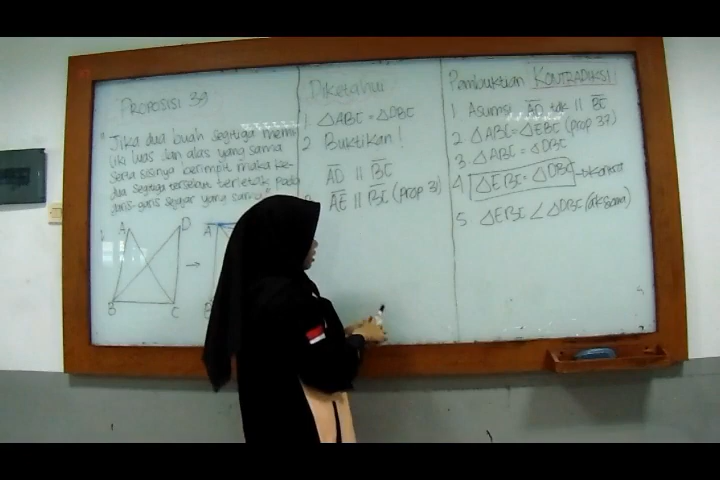 PROPOSISI 39
"Jika dua buah segitiga memi
liki luas dan alas yang sama
serta sisinya berimpit maka ke-
dua segitiga tersebut terletak pada
garis-garis sejajar yang sama"
A D A
B C B
Diketahui
1. △ABC = △DBC
2 Buktikan!
AD || BC
AE || BC (prop 31)
Pembuktian KONTRADIKSI:
1 Asumsi AD tak || BC
2 △ABC = △EBC (prop 37)
3. △ABC = △DBC
4 △EBC = △DBC
5. △EBC ∠ △DBC (aksioma)